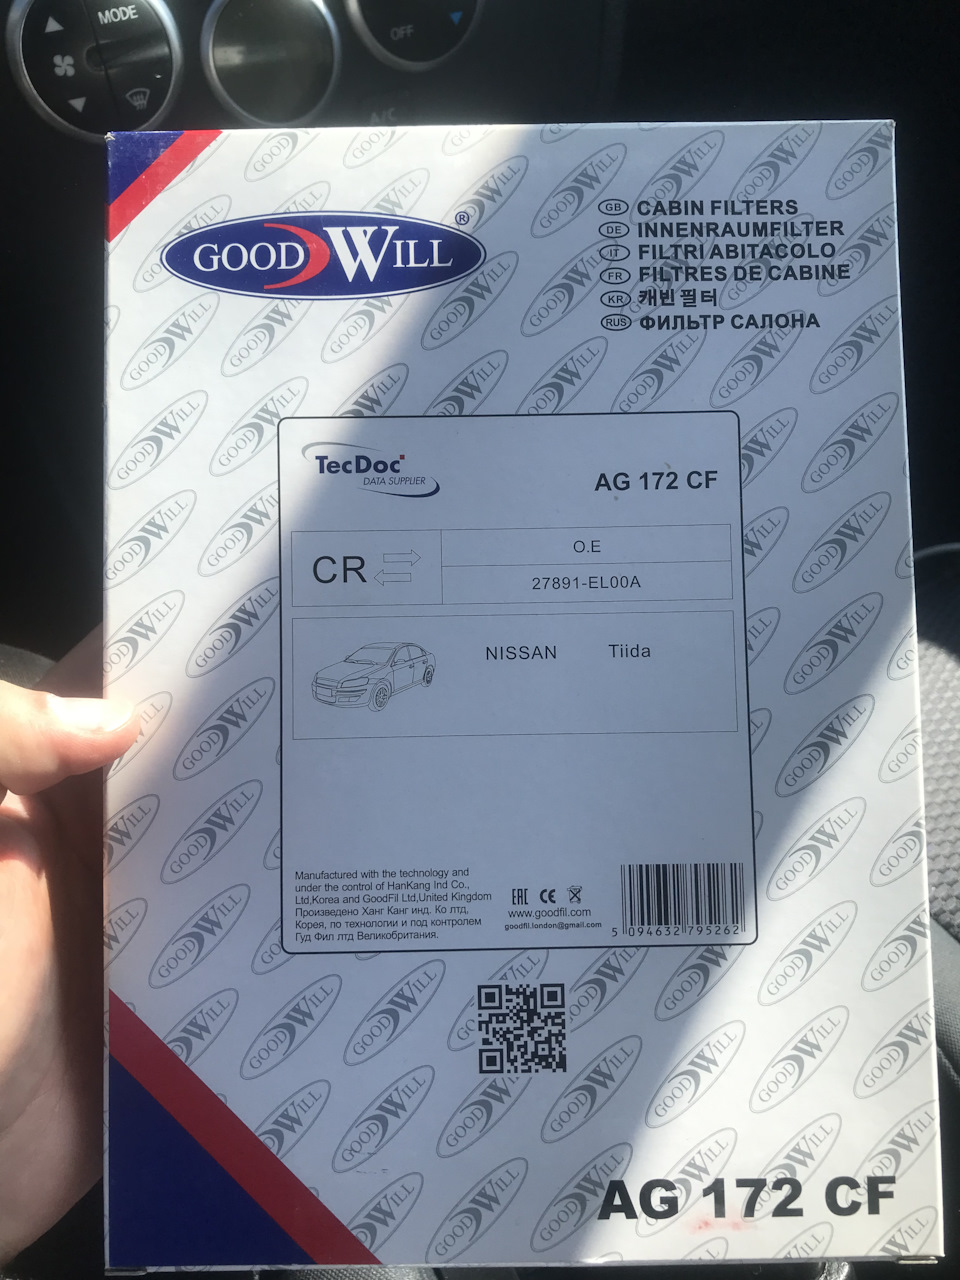 MODE
OFF
A/C
GOOD WILL ®
GB CABIN FILTERS
DE INNENRAUMFILTER
IT FILTRI ABITACOLO
FR FILTRES DE CABINE
KR 캐빈 필터
RUS ФИЛЬТР САЛОНА
TecDoc
DATA SUPPLIER
AG 172 CF
CR
O.E
27891-EL00A
NISSAN Tiida
Manufactured with the technology and
under the control of HanKang Ind Co.,
Ltd,Korea and GoodFil Ltd,United Kingdom
Произведено Ханг Канг инд. Ко лтд,
Корея, по технологии и под контролем
Гуд Фил лтд Великобритания.
EAC CE
www.goodfil.com
goodfil.london@gmail.com
5 094632 795262
AG 172 CF